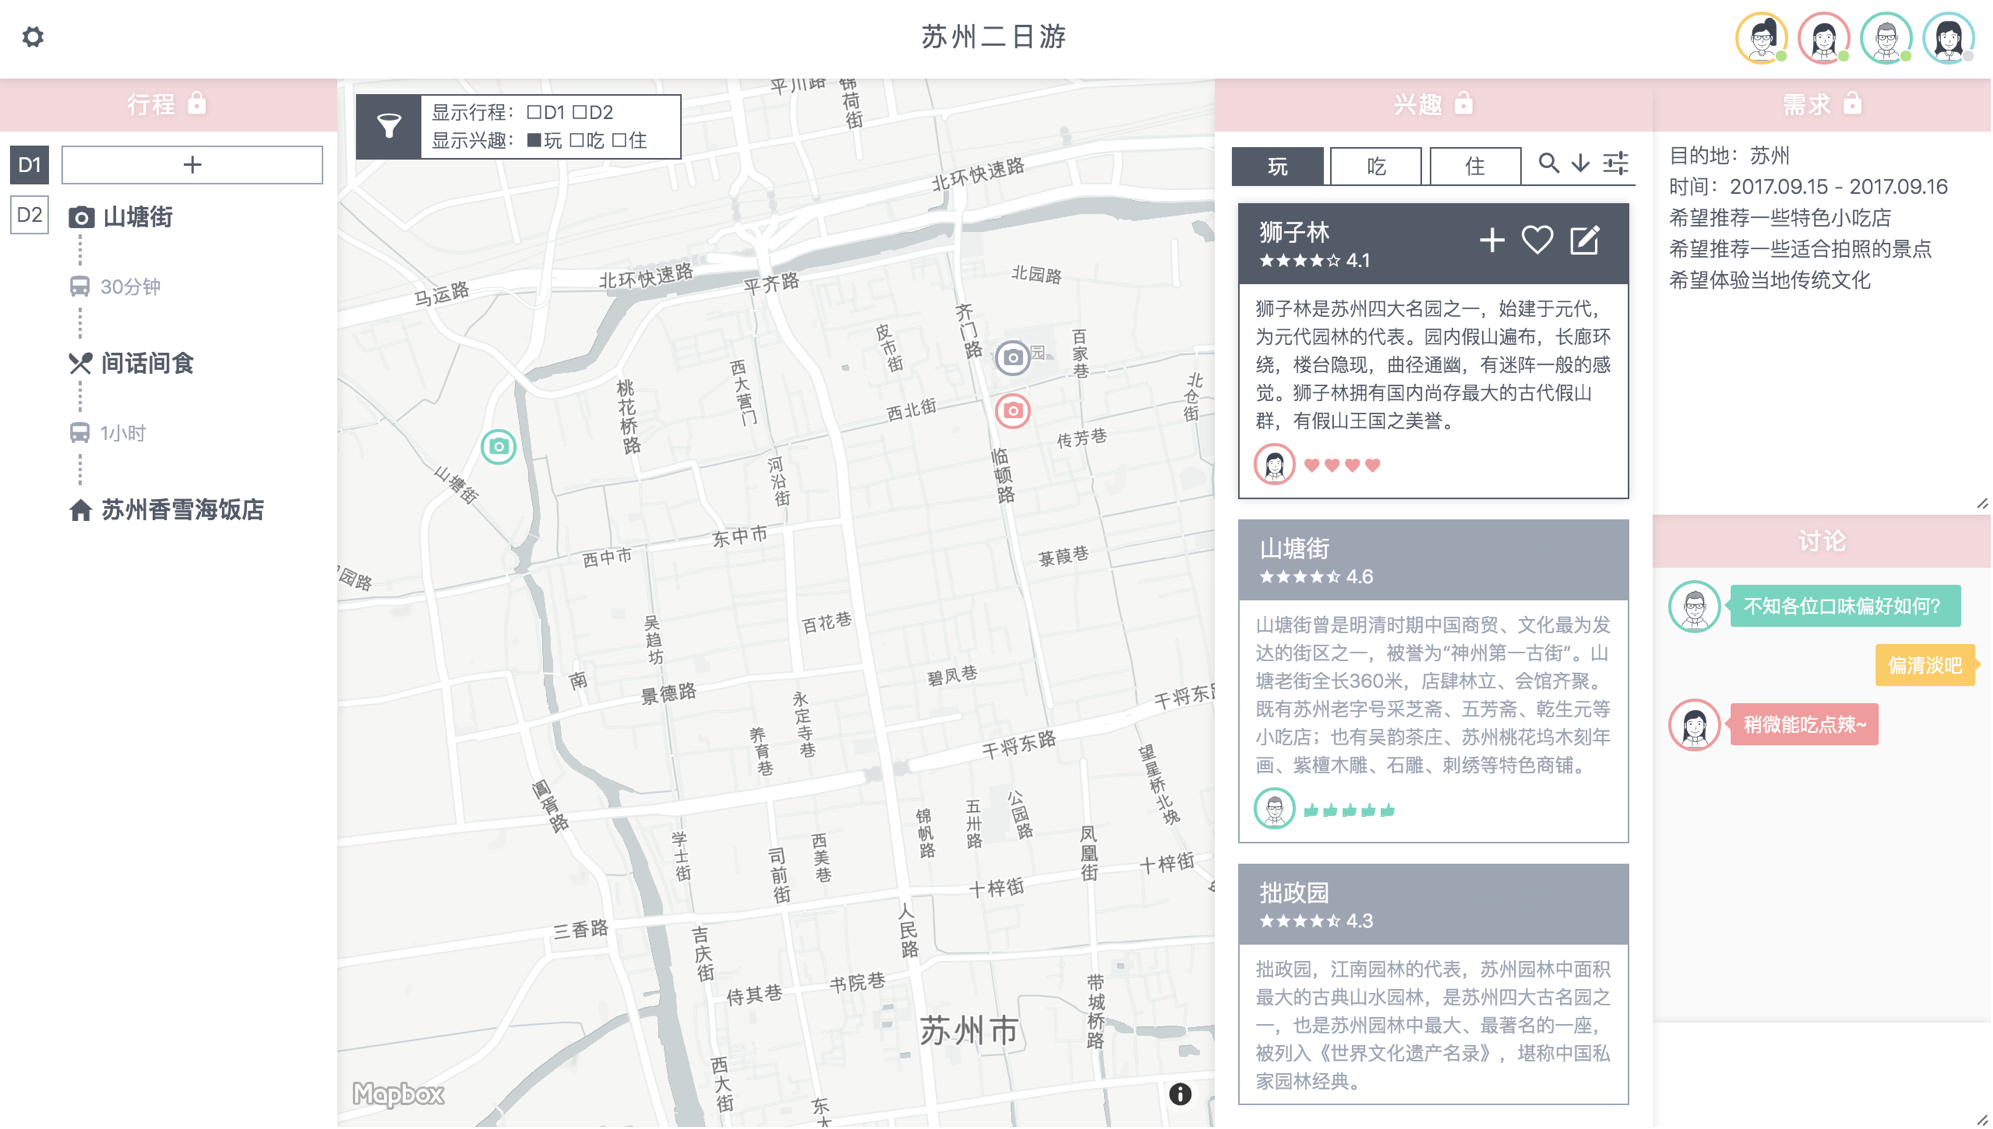 苏州二日游
行程
D1
+
D2
山塘街
30分钟
间话间食
1小时
苏州香雪海饭店
显示行程：□D1 □D2
显示兴趣：■玩 □吃 □住
平川路
锦荷街
北环快速路
北环快速路
马运路
平齐路
北园路
齐门路
皮市街
百家巷
园
西大营门
桃花桥路
西北街
北仓街
传芳巷
山塘街
河沿街
临顿路
东中市
西中市
菉葭巷
园路
吴趋坊
百花巷
南
景德路
碧凤巷
永定寺巷
干将东路
养育巷
干将东路
望星桥北堍
阊胥路
锦帆路
五卅路
公园路
学士街
司前街
西美巷
凤凰街
十梓街
十梓街
三香路
人民路
吉庆街
侍其巷
书院巷
带城桥路
苏州市
西大街
东大
Mapbox
兴趣
玩
吃
住
狮子林
★★★★☆ 4.1
狮子林是苏州四大名园之一，始建于元代，
为元代园林的代表。园内假山遍布，长廊环
绕，楼台隐现，曲径通幽，有迷阵一般的感
觉。狮子林拥有国内尚存最大的古代假山
群，有假山王国之美誉。
山塘街
4.6
山塘街曾是明清时期中国商贸、文化最为发
达的街区之一，被誉为“神州第一古街”。山
塘老街全长360米，店肆林立、会馆齐聚。
既有苏州老字号采芝斋、五芳斋、乾生元等
小吃店；也有吴韵茶庄、苏州桃花坞木刻年
画、紫檀木雕、石雕、刺绣等特色商铺。
拙政园
4.3
拙政园，江南园林的代表，苏州园林中面积
最大的古典山水园林，是苏州四大古名园之
一，也是苏州园林中最大、最著名的一座，
被列入《世界文化遗产名录》，堪称中国私
家园林经典。
需求
目的地：苏州
时间：2017.09.15 - 2017.09.16
希望推荐一些特色小吃店
希望推荐一些适合拍照的景点
希望体验当地传统文化
讨论
不知各位口味偏好如何？
偏清淡吧
稍微能吃点辣~